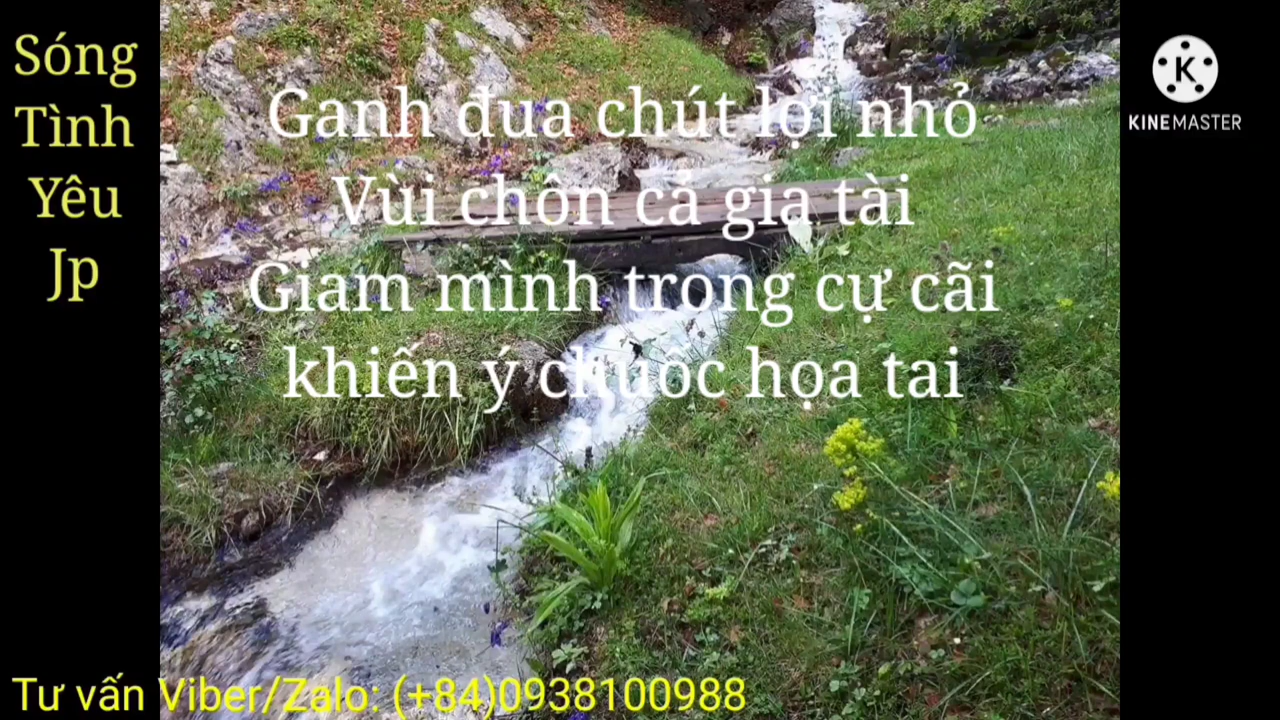 Sóng
Tình
Yêu
Jp
Ganh đua chút lợi nhỏ
Vùi chôn cả gia tài
Giam mình trong cự cãi
khiến ý chuốc họa tai
K
KINEMASTER
Tư vấn Viber/Zalo: (+84)0938100988